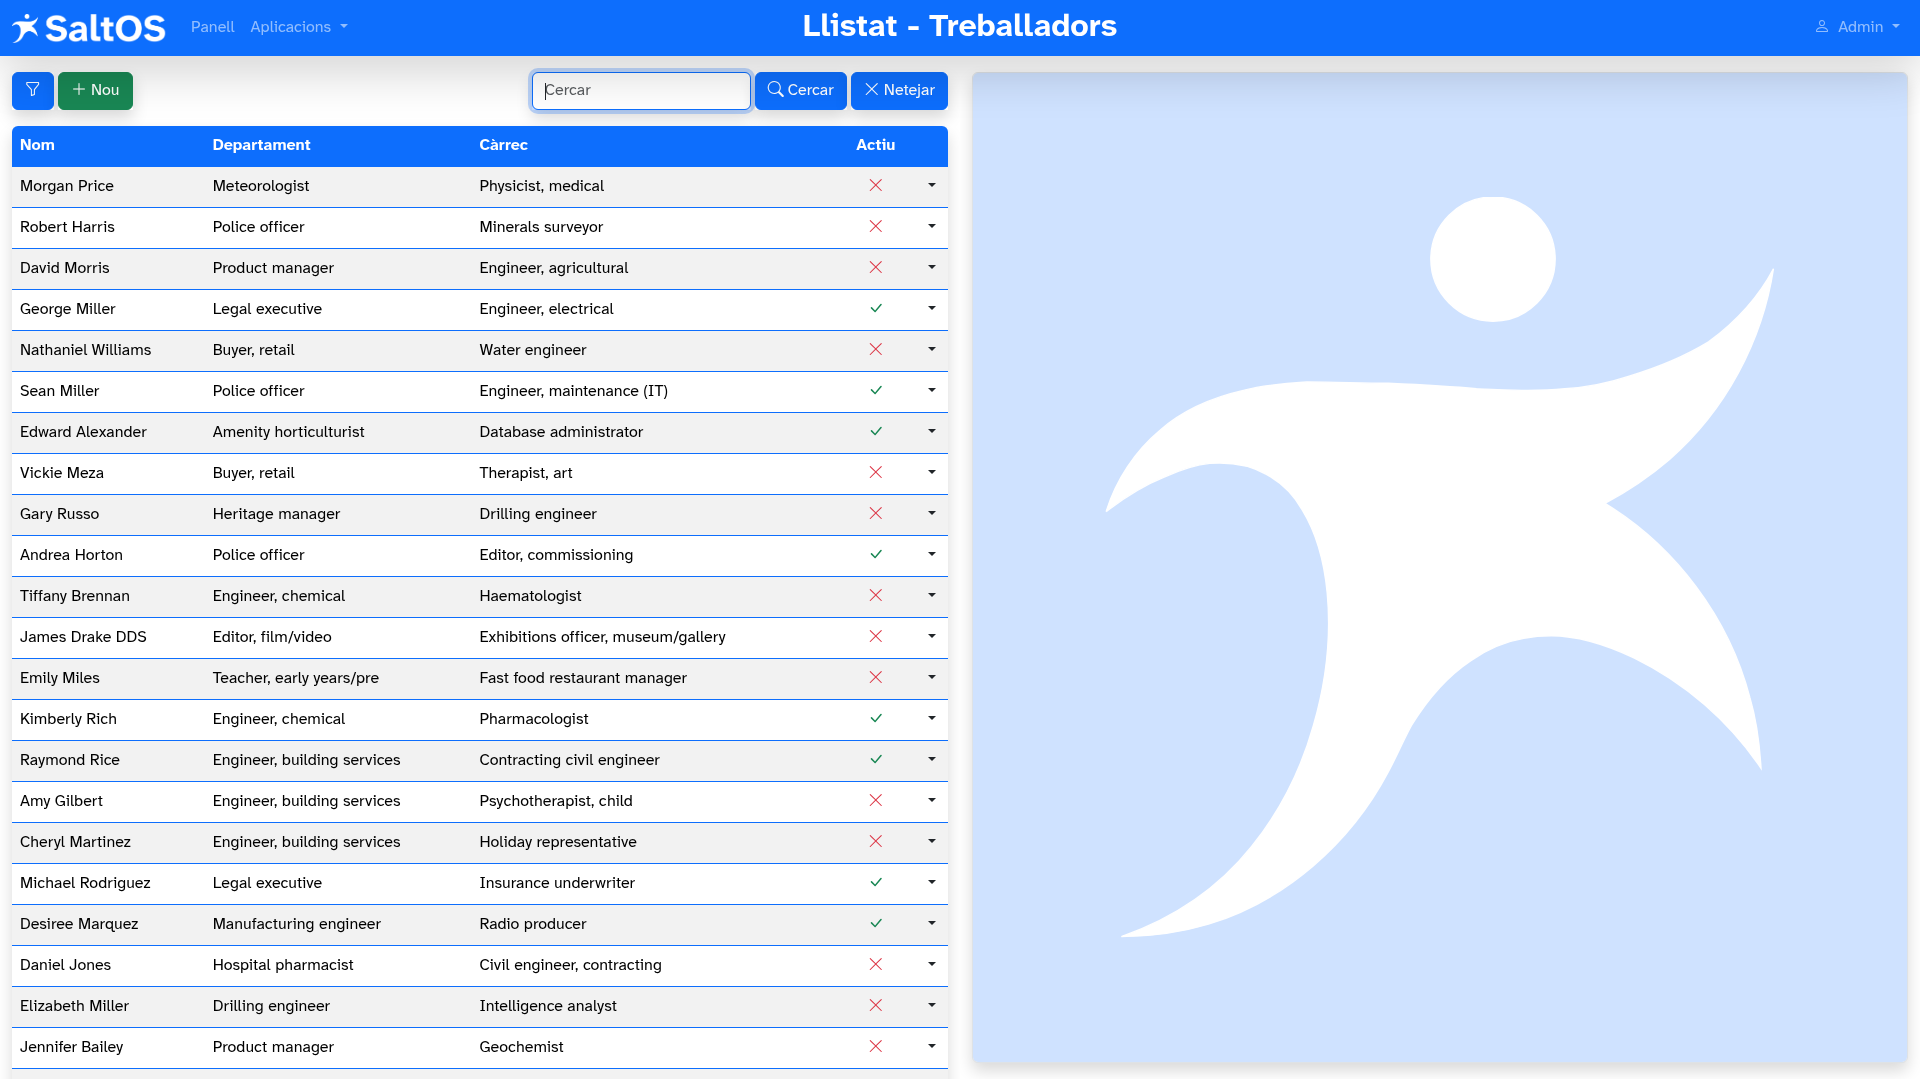 SaltOS Panell Aplicacions Llistat - Treballadors Admin
Nou Cercar Cercar Netejar
Nom Departament Càrrec Actiu
Morgan Price Meteorologist Physicist, medical
Robert Harris Police officer Minerals surveyor
David Morris Product manager Engineer, agricultural
George Miller Legal executive Engineer, electrical
Nathaniel Williams Buyer, retail Water engineer
Sean Miller Police officer Engineer, maintenance (IT)
Edward Alexander Amenity horticulturist Database administrator
Vickie Meza Buyer, retail Therapist, art
Gary Russo Heritage manager Drilling engineer
Andrea Horton Police officer Editor, commissioning
Tiffany Brennan Engineer, chemical Haematologist
James Drake DDS Editor, film/video Exhibitions officer, museum/gallery
Emily Miles Teacher, early years/pre Fast food restaurant manager
Kimberly Rich Engineer, chemical Pharmacologist
Raymond Rice Engineer, building services Contracting civil engineer
Amy Gilbert Engineer, building services Psychotherapist, child
Cheryl Martinez Engineer, building services Holiday representative
Michael Rodriguez Legal executive Insurance underwriter
Desiree Marquez Manufacturing engineer Radio producer
Daniel Jones Hospital pharmacist Civil engineer, contracting
Elizabeth Miller Drilling engineer Intelligence analyst
Jennifer Bailey Product manager Geochemist